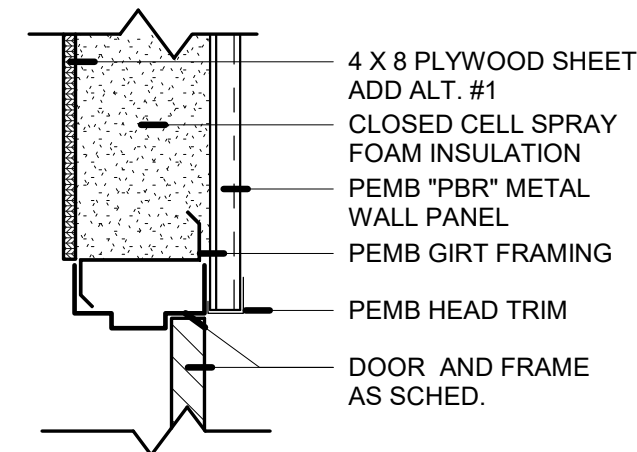 4 X 8 PLYWOOD SHEET
ADD ALT. #1
CLOSED CELL SPRAY
FOAM INSULATION
PEMB "PBR" METAL
WALL PANEL
PEMB GIRT FRAMING
PEMB HEAD TRIM
DOOR AND FRAME
AS SCHED.